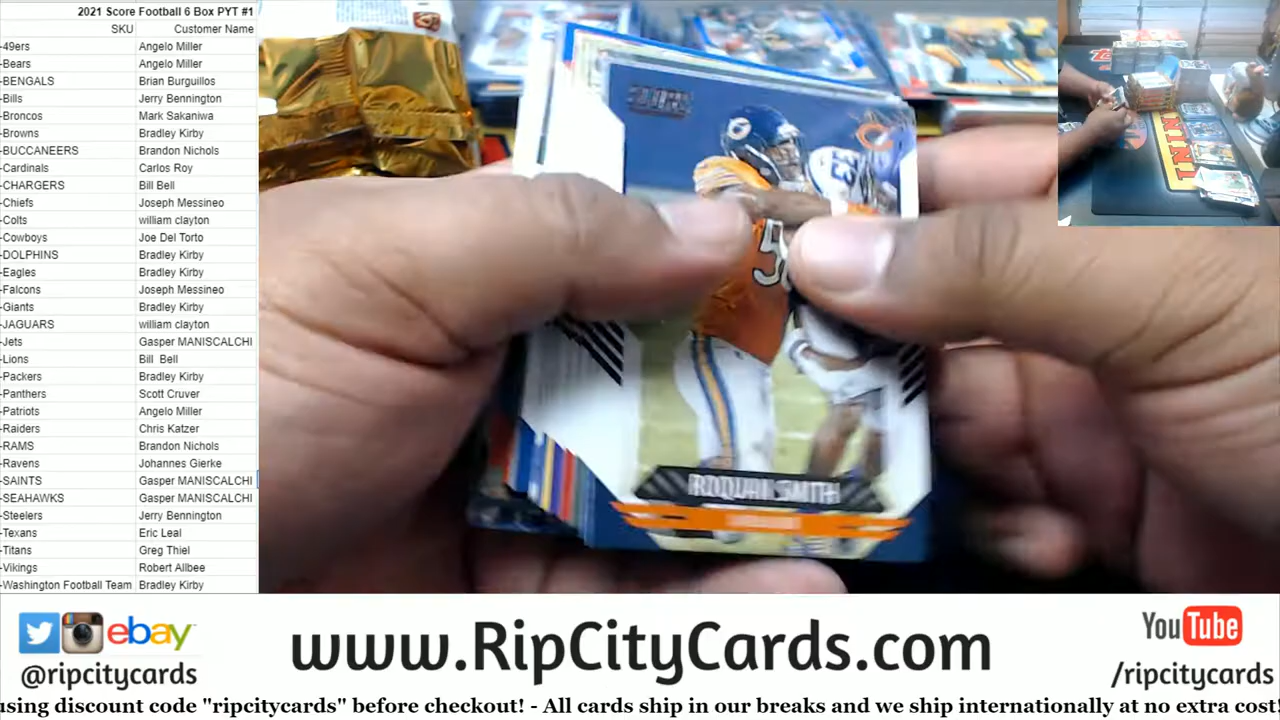 2021 Score Football 6 Box PYT #1
SKU Customer Name
-49ers Angelo Miller
-Bears Angelo Miller
-BENGALS Brian Burguillos
-Bills Jerry Bennington
-Broncos Mark Sakaniwa
-Browns Bradley Kirby
-BUCCANEERS Brandon Nichols
-Cardinals Carlos Roy
-CHARGERS Bill Bell
-Chiefs Joseph Messineo
-Colts william clayton
-Cowboys Joe Del Torto
-DOLPHINS Bradley Kirby
-Eagles Bradley Kirby
-Falcons Joseph Messineo
-Giants Bradley Kirby
-JAGUARS william clayton
-Jets Gasper MANISCALCHI
-Lions Bill Bell
-Packers Bradley Kirby
-Panthers Scott Cruver
-Patriots Angelo Miller
-Raiders Chris Katzer
-RAMS Brandon Nichols
-Ravens Johannes Gierke
-SAINTS Gasper MANISCALCHI
-SEAHAWKS Gasper MANISCALCHI
-Steelers Jerry Bennington
-Texans Eric Leal
-Titans Greg Thiel
-Vikings Robert Allbee
-Washington Football Team Bradley Kirby
ROQUAN SMITH
PANINI
ebay
@ripcitycards
www.RipCityCards.com
YouTube
/ripcitycards
using discount code "ripcitycards" before checkout! - All cards ship in our breaks and we ship internationally at no extra cost!